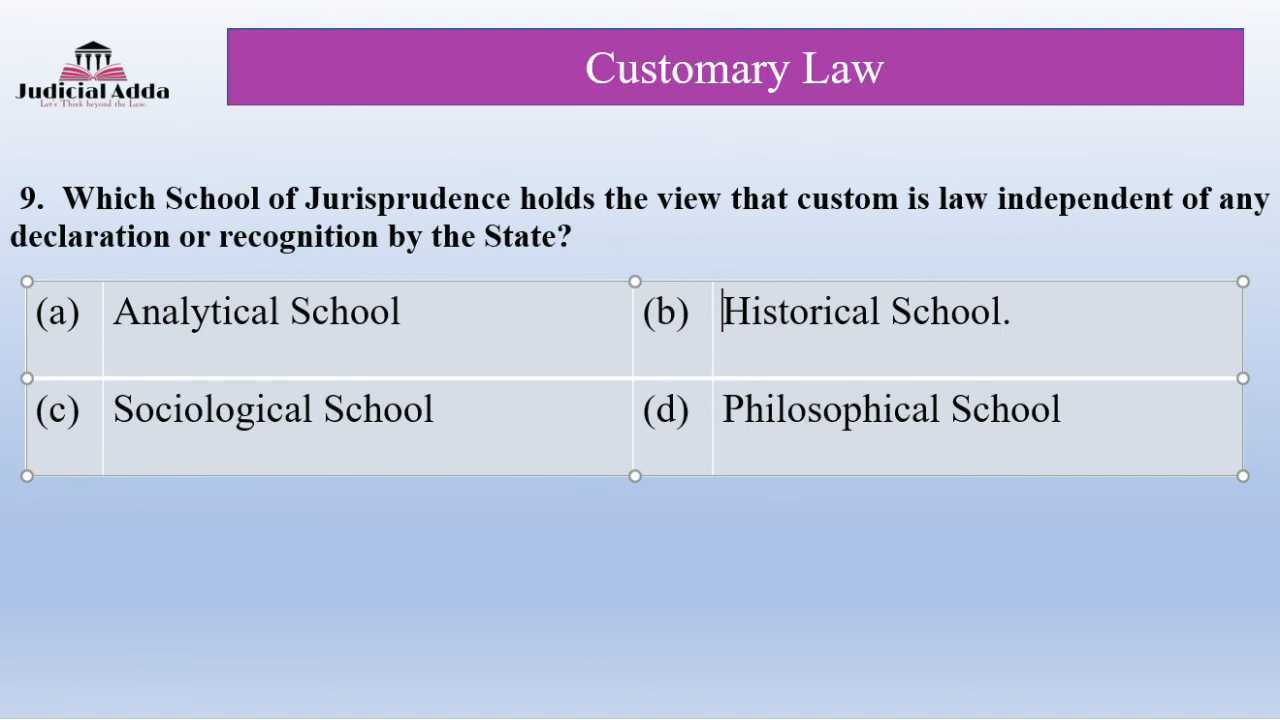 Customary Law
Judicial Adda
Let's Think beyond the Law.
9. Which School of Jurisprudence holds the view that custom is law independent of any
declaration or recognition by the State?
(a) Analytical School (b) Historical School.
(c) Sociological School (d) Philosophical School